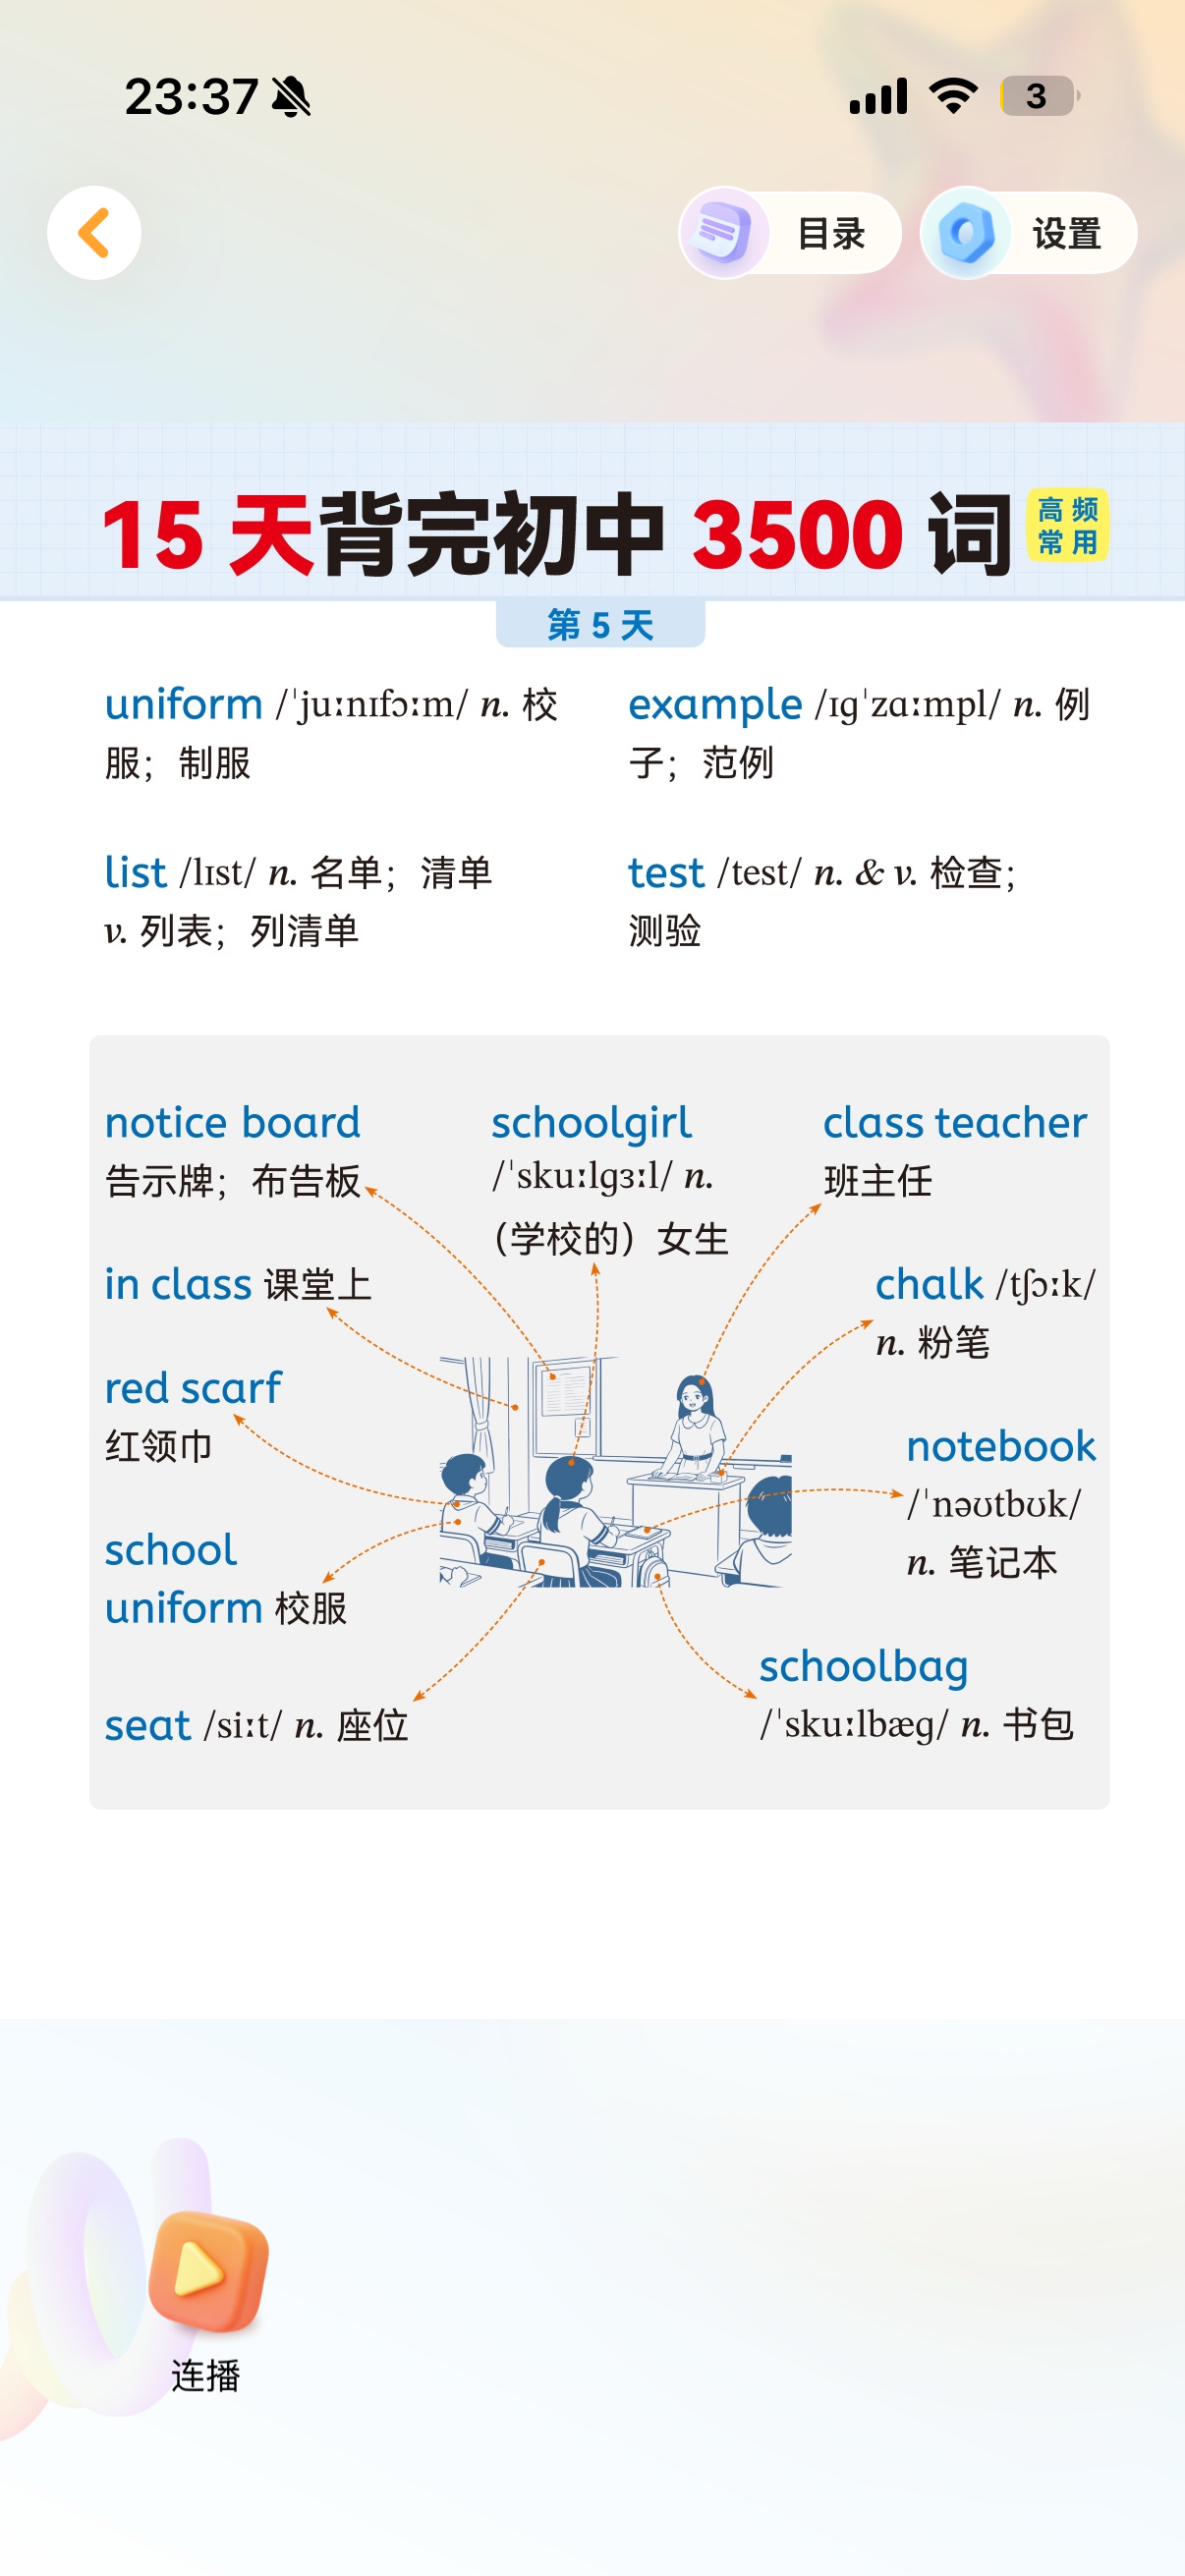 23:37
3
目录
设置
15 天背完初中 3500 词
高频
常用
第 5 天
uniform /ˈjuːnɪfɔːm/ n. 校
服；制服
example /ɪɡˈzɑːmpl/ n. 例
子；范例
list /lɪst/ n. 名单；清单
v. 列表；列清单
test /test/ n. & v. 检查；
测验
notice board
告示牌；布告板
schoolgirl
/ˈskuːlɡɜːl/ n.
（学校的）女生
class teacher
班主任
in class 课堂上
chalk /tʃɔːk/
n. 粉笔
red scarf
红领巾
notebook
/ˈnəʊtbʊk/
n. 笔记本
school
uniform 校服
schoolbag
/ˈskuːlbæɡ/ n. 书包
seat /siːt/ n. 座位
连播